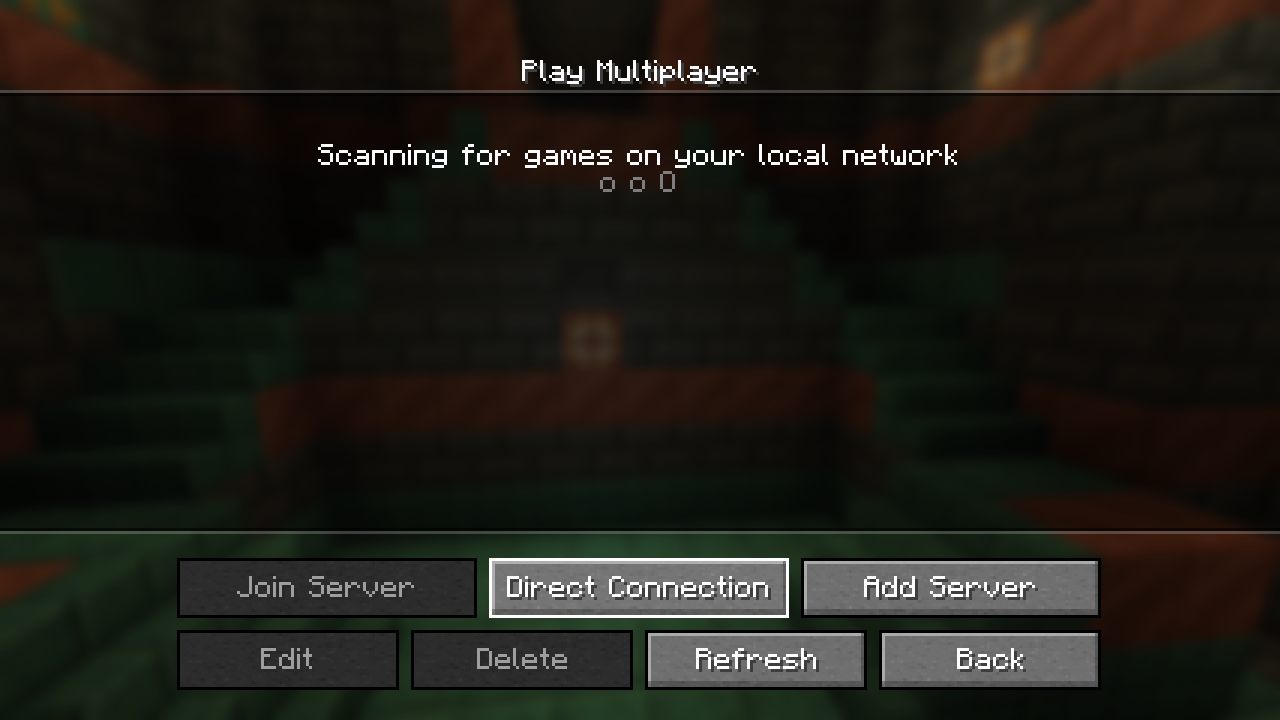 Play Multiplayer
Scanning for games on your local network
o o O
Join Server
Direct Connection
Add Server
Edit
Delete
Refresh
Back